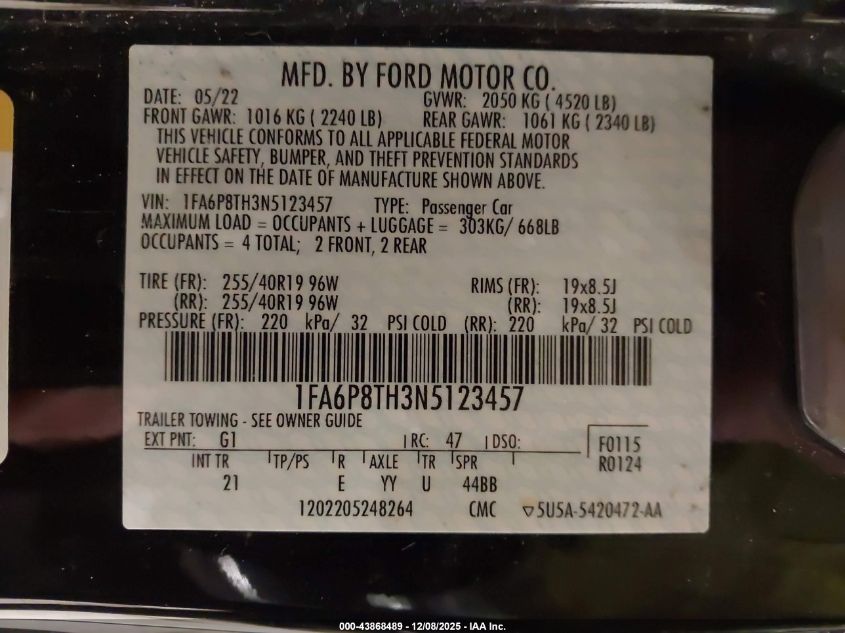 MFD. BY FORD MOTOR CO.
DATE: 05/22 GVWR: 2050 KG ( 4520 LB)
FRONT GAWR: 1016 KG ( 2240 LB) REAR GAWR: 1061 KG ( 2340 LB)
THIS VEHICLE CONFORMS TO ALL APPLICABLE FEDERAL MOTOR
VEHICLE SAFETY, BUMPER, AND THEFT PREVENTION STANDARDS
IN EFFECT ON THE DATE OF MANUFACTURE SHOWN ABOVE.
VIN: 1FA6P8TH3N5123457 TYPE: Passenger Car
MAXIMUM LOAD = OCCUPANTS + LUGGAGE = 303KG/ 668LB
OCCUPANTS = 4 TOTAL; 2 FRONT, 2 REAR
TIRE (FR): 255/40R19 96W RIMS (FR): 19x8.5J
(RR): 255/40R19 96W (RR): 19x8.5J
PRESSURE (FR): 220 kPa/ 32 PSI COLD (RR): 220 kPa/ 32 PSI COLD
1FA6P8TH3N5123457
TRAILER TOWING - SEE OWNER GUIDE
EXT PNT: G1 RC: 47 DSO: F0115
R0124
INT TR TP/PS R AXLE TR SPR
21 E YY U 44BB
1202205248264 CMC ▽5U5A-5420472-AA
000-43868489 - 12/08/2025 - IAA Inc.